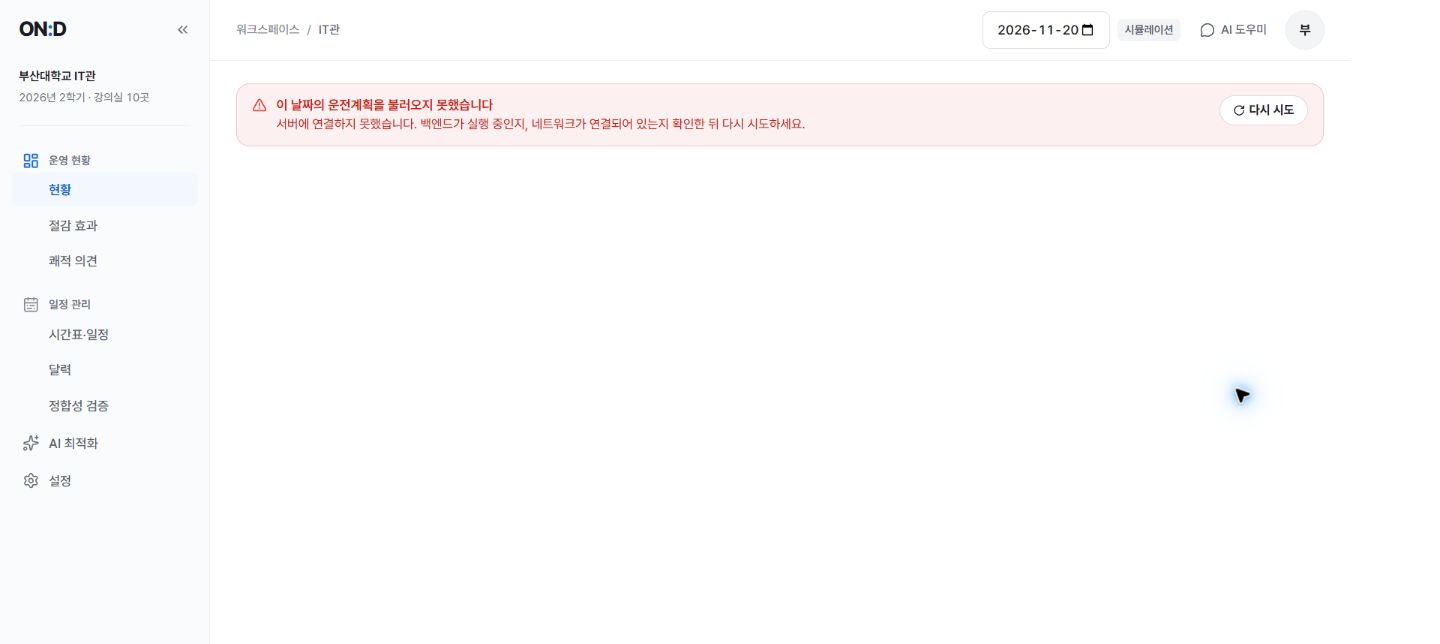 ON:D
부산대학교 IT관
2026년 2학기 · 강의실 10곳
운영 현황
현황
절감 효과
쾌적 의견
일정 관리
시간표·일정
달력
정합성 검증
AI 최적화
설정
워크스페이스 / IT관
2026-11-20
시뮬레이션
AI 도우미
부
이 날짜의 운전계획을 불러오지 못했습니다
서버에 연결하지 못했습니다. 백엔드가 실행 중인지, 네트워크가 연결되어 있는지 확인한 뒤 다시 시도하세요.
다시 시도